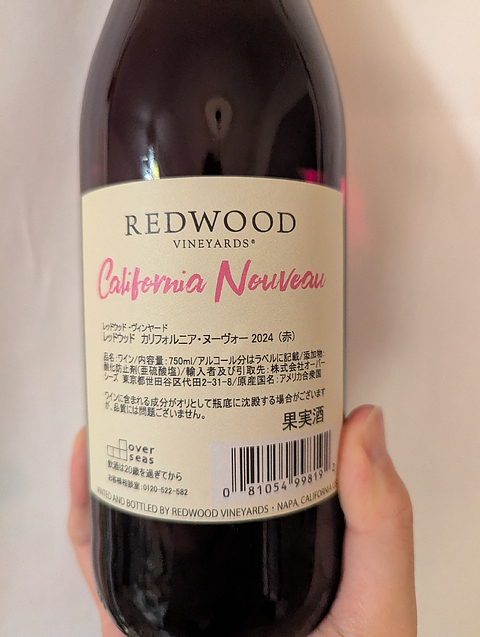 REDWOOD
VINEYARDS®
California Nouveau
レッドウッド・ヴィンヤード
レッドウッド カリフォルニア・ヌーヴォー 2024 (赤)
品名:ワイン/内容量:750ml/アルコール分はラベルに記載/添加物:
酸化防止剤(亜硫酸塩)/輸入者及び引取先:株式会社オーバー
シーズ 東京都世田谷区代田2-31-8/原産国名:アメリカ合衆国
ワインに含まれる成分がオリとして瓶底に沈殿する場合がございます
が、品質には問題ございません。
果実酒
over
seas
飲酒は20歳を過ぎてから
お客様相談室:0120-522-582
0 81054 99819
AND BOTTLED BY REDWOOD VINEYARDS • NAPA, CALIFORNIA